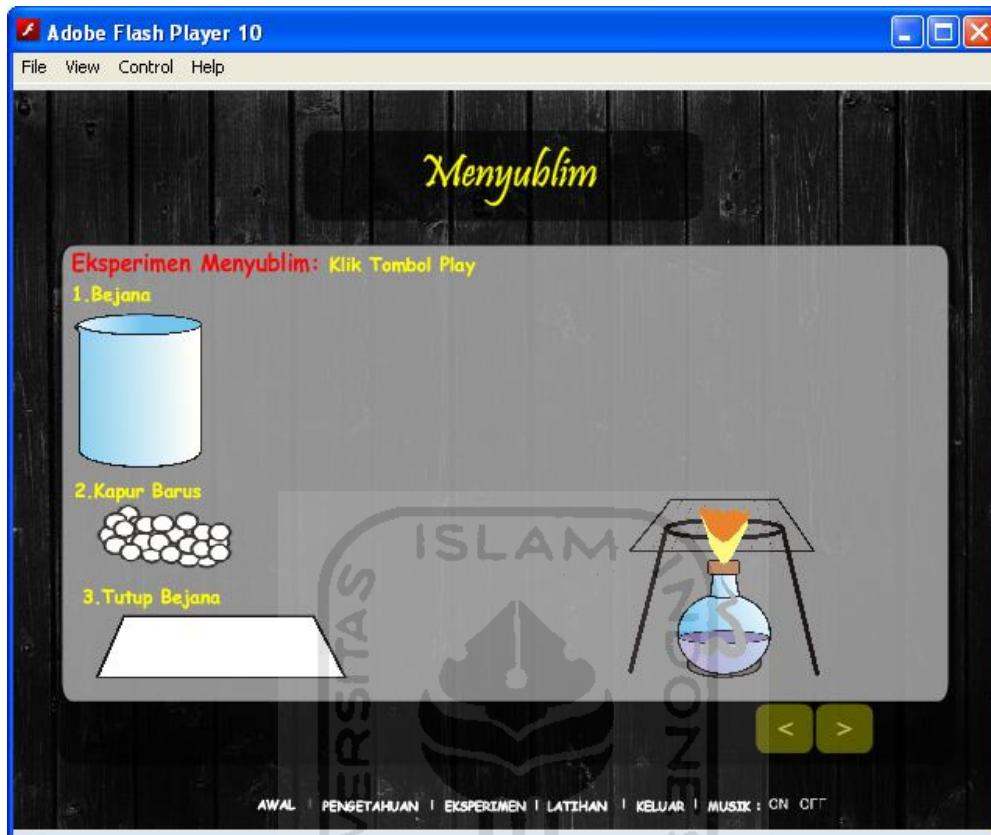 Adobe Flash Player 10
File View Control Help
Menyublim
Eksperimen Menyublim: Klik Tombol Play
1.Bejana
2.Kapur Barus
3.Tutup Bejana
ISLAM
< >
AWAL | PENGETAHUAN | EKSPERIMEN | LATIHAN | KELUAR | MUSIK : ON OFF